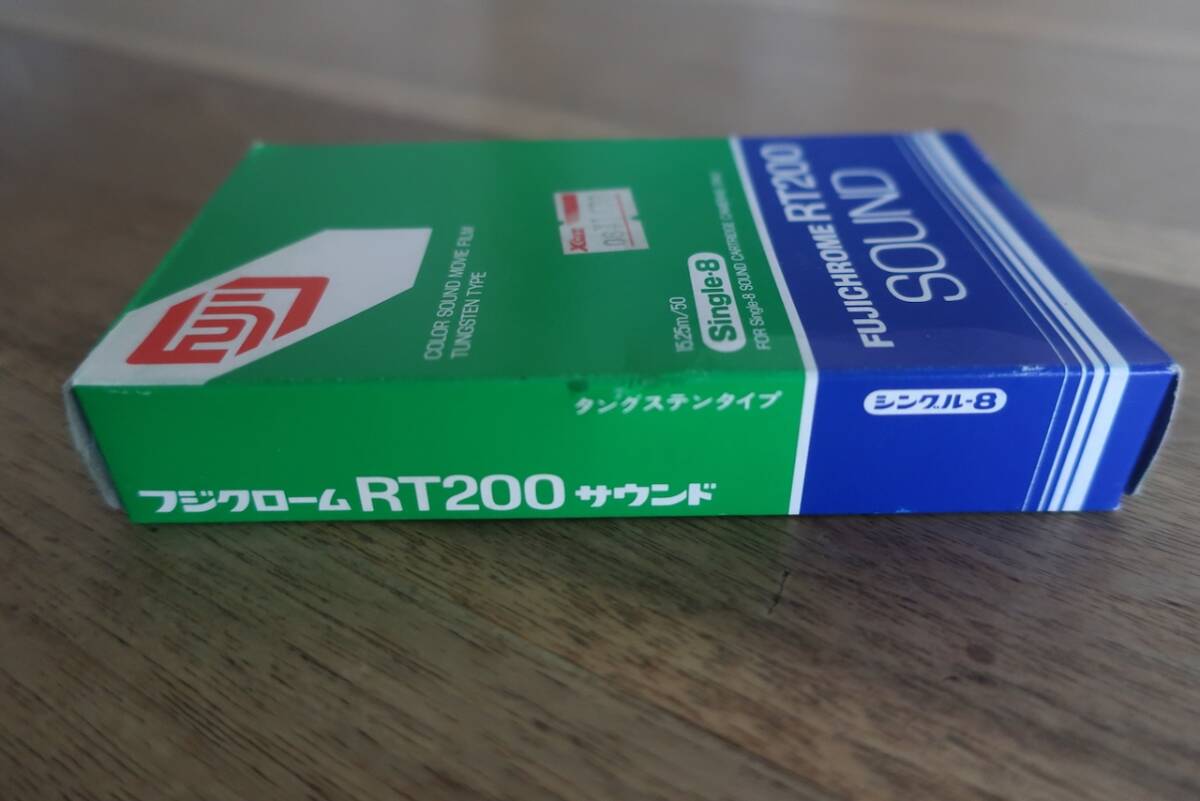 FUJI
COLOR SOUND MOVIE FILM
TUNGSTEN TYPE
15.25m/50
Single-8
FOR Single-8 SOUND CARTRIDGE
FUJICHROME RT200
SOUND
タングステンタイプ
シングル-8
フジクローム RT200 サウンド